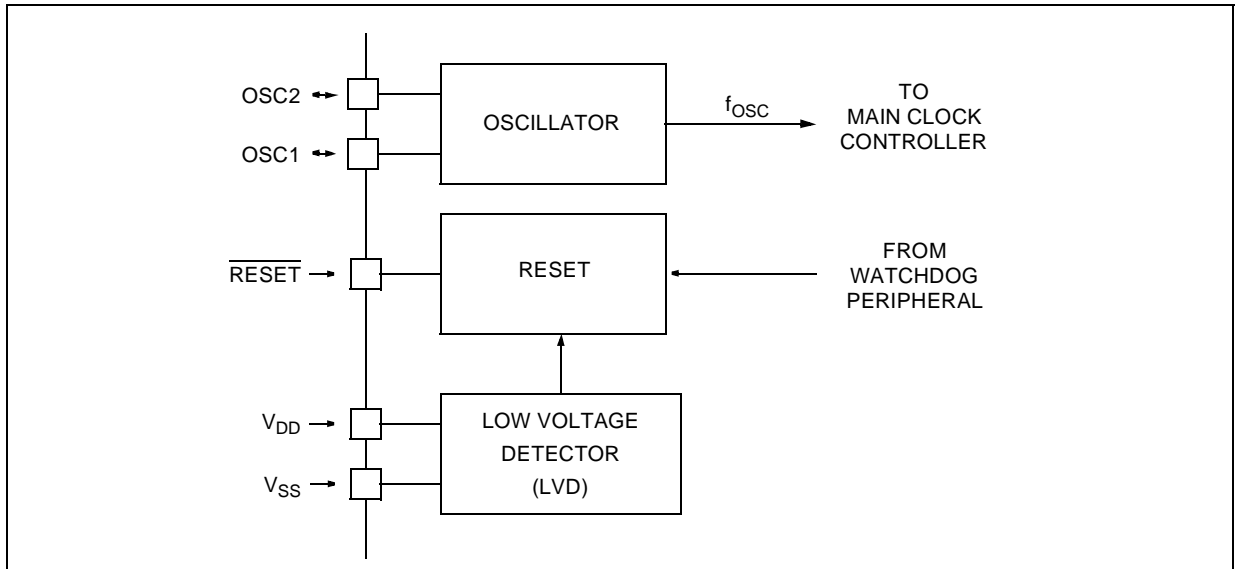 OSC2
OSC1
OSCILLATOR
fOSC
TO
MAIN CLOCK
CONTROLLER
RESET
RESET
FROM
WATCHDOG
PERIPHERAL
VDD
VSS
LOW VOLTAGE
DETECTOR
(LVD)